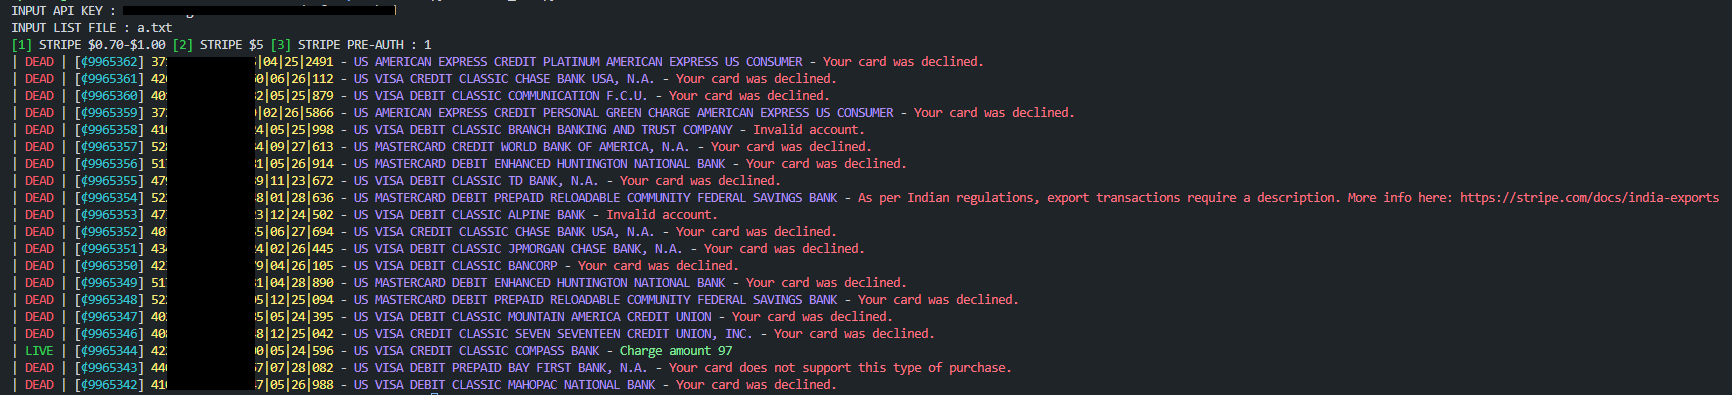 INPUT API KEY :
INPUT LIST FILE : a.txt
[1] STRIPE $0.70-$1.00 [2] STRIPE $5 [3] STRIPE PRE-AUTH : 1
| DEAD | [¢9965362] 37 |04|25|2491 - US AMERICAN EXPRESS CREDIT PLATINUM AMERICAN EXPRESS US CONSUMER - Your card was declined.
| DEAD | [¢9965361] 42 0|06|26|112 - US VISA CREDIT CLASSIC CHASE BANK USA, N.A. - Your card was declined.
| DEAD | [¢9965360] 40 2|05|25|879 - US VISA DEBIT CLASSIC COMMUNICATION F.C.U. - Your card was declined.
| DEAD | [¢9965359] 37 |02|26|5866 - US AMERICAN EXPRESS CREDIT PERSONAL GREEN CHARGE AMERICAN EXPRESS US CONSUMER - Your card was declined.
| DEAD | [¢9965358] 41 4|05|25|998 - US VISA DEBIT CLASSIC BRANCH BANKING AND TRUST COMPANY - Invalid account.
| DEAD | [¢9965357] 52 4|09|27|613 - US MASTERCARD CREDIT WORLD BANK OF AMERICA, N.A. - Your card was declined.
| DEAD | [¢9965356] 51 1|05|26|914 - US MASTERCARD DEBIT ENHANCED HUNTINGTON NATIONAL BANK - Your card was declined.
| DEAD | [¢9965355] 47 9|11|23|672 - US VISA DEBIT CLASSIC TD BANK, N.A. - Your card was declined.
| DEAD | [¢9965354] 52 8|01|28|636 - US MASTERCARD DEBIT PREPAID RELOADABLE COMMUNITY FEDERAL SAVINGS BANK - As per Indian regulations, export transactions require a description. More info here: https://stripe.com/docs/india-exports
| DEAD | [¢9965353] 47 3|12|24|502 - US VISA DEBIT CLASSIC ALPINE BANK - Invalid account.
| DEAD | [¢9965352] 40 5|06|27|694 - US VISA CREDIT CLASSIC CHASE BANK USA, N.A. - Your card was declined.
| DEAD | [¢9965351] 43 4|02|26|445 - US VISA DEBIT CLASSIC JPMORGAN CHASE BANK, N.A. - Your card was declined.
| DEAD | [¢9965350] 42 9|04|26|105 - US VISA DEBIT CLASSIC BANCORP - Your card was declined.
| DEAD | [¢9965349] 51 1|04|28|890 - US MASTERCARD DEBIT ENHANCED HUNTINGTON NATIONAL BANK - Your card was declined.
| DEAD | [¢9965348] 52 5|12|25|094 - US MASTERCARD DEBIT PREPAID RELOADABLE COMMUNITY FEDERAL SAVINGS BANK - Your card was declined.
| DEAD | [¢9965347] 40 5|05|24|395 - US VISA DEBIT CLASSIC MOUNTAIN AMERICA CREDIT UNION - Your card was declined.
| DEAD | [¢9965346] 40 8|12|25|042 - US VISA CREDIT CLASSIC SEVEN SEVENTEEN CREDIT UNION, INC. - Your card was declined.
| LIVE | [¢9965344] 42 0|05|24|596 - US VISA CREDIT CLASSIC COMPASS BANK - Charge amount 97
| DEAD | [¢9965343] 44 7|07|28|082 - US VISA DEBIT PREPAID BAY FIRST BANK, N.A. - Your card does not support this type of purchase.
| DEAD | [¢9965342] 41 7|05|26|988 - US VISA DEBIT CLASSIC MAHOPAC NATIONAL BANK - Your card was declined.